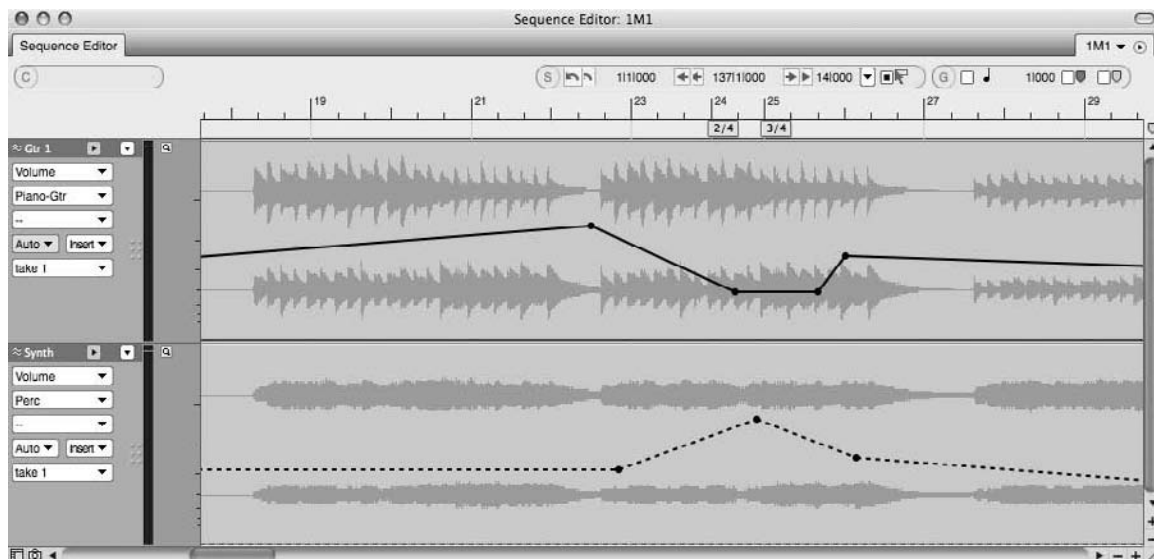 Sequence Editor: 1M1
Sequence Editor
1M1
C
S 1|1|000 137|1|000 14|000 G 1|000
19 21 23 24 25 27 29
2/4 3/4
Gtr 1
Volume
Piano-Gtr
--
Auto Insert
take 1
Synth
Volume
Perc
--
Auto Insert
take 1